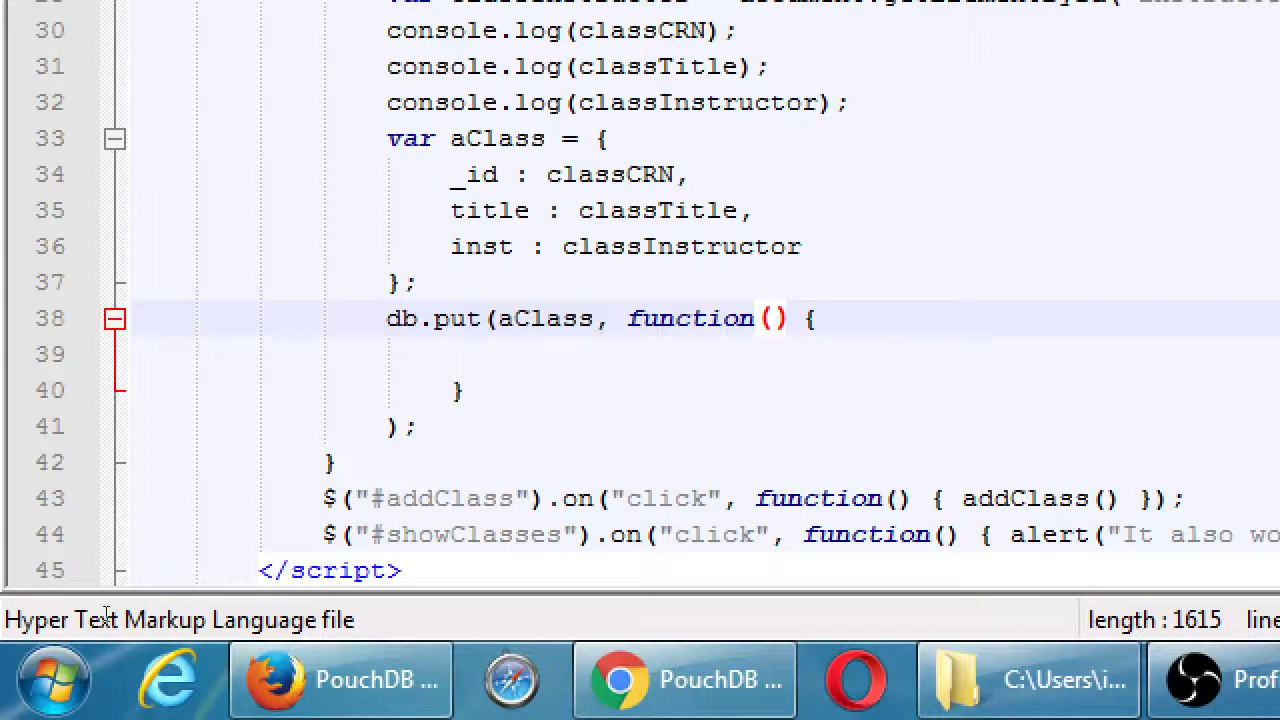 30 console.log(classCRN);
31 console.log(classTitle);
32 console.log(classInstructor);
33 var aClass = {
34 _id : classCRN,
35 title : classTitle,
36 inst : classInstructor
37 };
38 db.put(aClass, function() {
39
40 }
41 );
42 }
43 $("#addClass").on("click", function() { addClass() });
44 $("#showClasses").on("click", function() { alert("It also wo
45 </script>
Hyper Text Markup Language file length : 1615 line
PouchDB ... PouchDB ... C:\Users\i... Prof